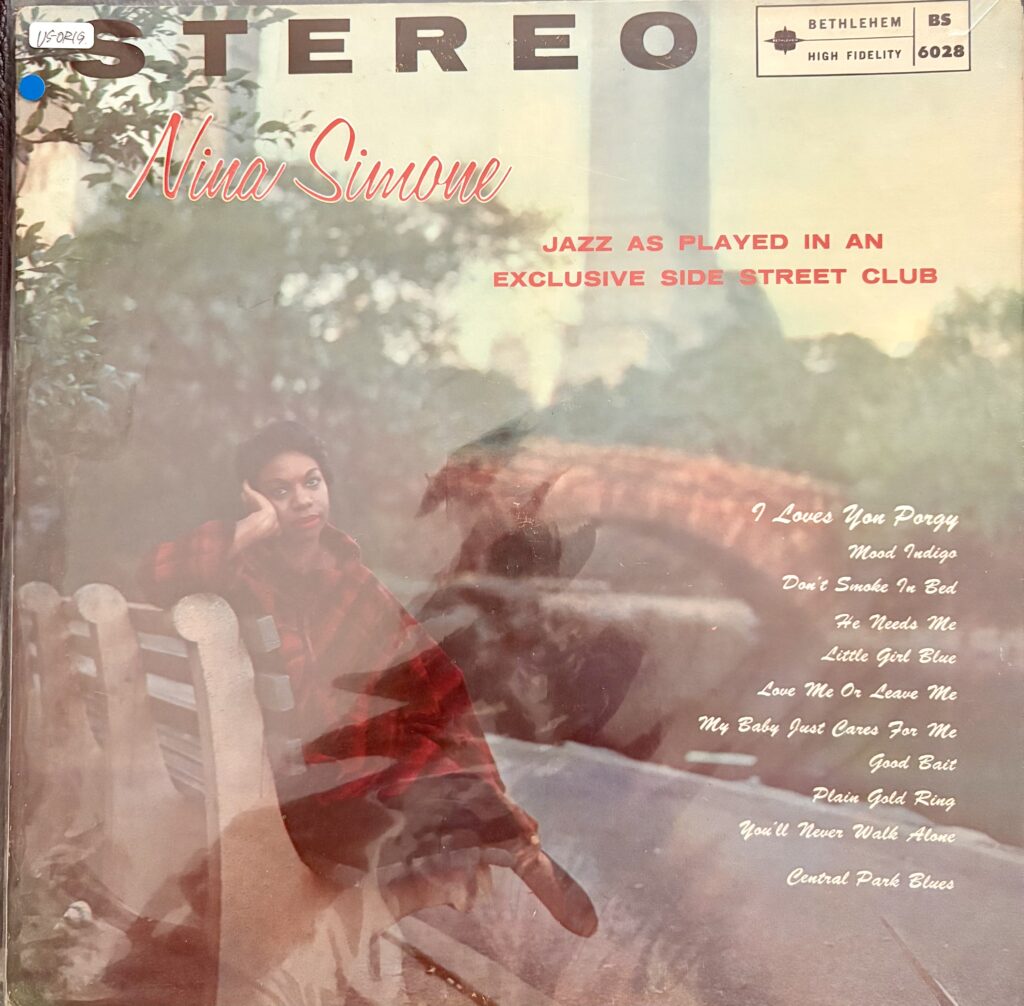 US-ORIG
STEREO
BETHLEHEM
BETHLEHEM
HIGH FIDELITY
BS
6028
Nina Simone
JAZZ AS PLAYED IN AN
EXCLUSIVE SIDE STREET CLUB
I Loves You Porgy
Mood Indigo
Don't Smoke In Bed
He Needs Me
Little Girl Blue
Love Me Or Leave Me
My Baby Just Cares For Me
Good Bait
Plain Gold Ring
You'll Never Walk Alone
Central Park Blues